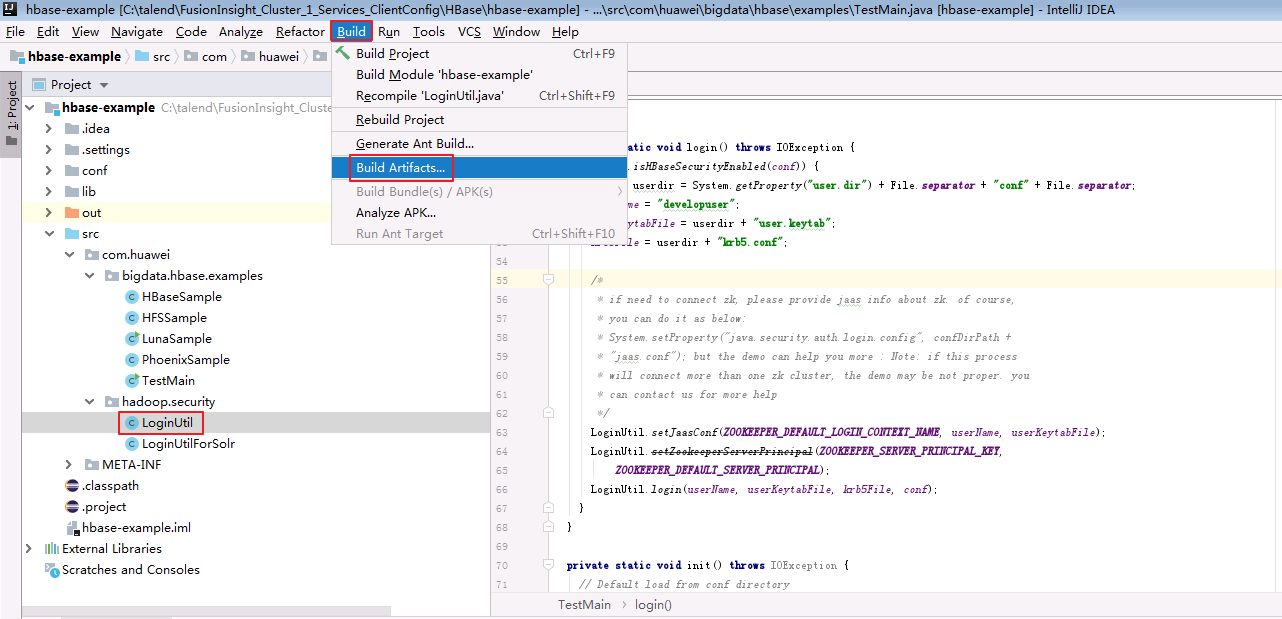 hbase-example [C:\talend\FusionInsight_Cluster_1_Services_ClientConfig\HBase\hbase-example] - ...\src\com\huawei\bigdata\hbase\examples\TestMain.java [hbase-example] - IntelliJ IDEA
File Edit View Navigate Code Analyze Refactor Build Run Tools VCS Window Help
hbase-example src com huawei
Build Project Ctrl+F9
Build Module 'hbase-example'
Recompile 'LoginUtil.java' Ctrl+Shift+F9
Rebuild Project
Generate Ant Build...
Build Artifacts...
Build Bundle(s) / APK(s)
Analyze APK...
Run Ant Target Ctrl+Shift+F10
1: Project
Project
hbase-example C:\talend\FusionInsight_Cluste
.idea
.settings
conf
lib
out
src
com.huawei
bigdata.hbase.examples
HBaseSample
HFSSample
LunaSample
PhoenixSample
TestMain
hadoop.security
LoginUtil
LoginUtilForSolr
META-INF
.classpath
.project
hbase-example.iml
External Libraries
Scratches and Consoles
tatic void login() throws IOException {
.isHBaseSecurityEnabled(conf)) {
userdir = System.getProperty("user.dir") + File.separator + "conf" + File.separator;
me = "developuser";
ytabFile = userdir + "user.keytab";
le = userdir + "krb5.conf";
54
55 /*
56 * if need to connect zk, please provide jaas info about zk. of course,
57 * you can do it as below:
58 * System.setProperty("java.security.auth.login.config", confDirPath +
59 * "jaas.conf"); but the demo can help you more : Note: if this process
60 * will connect more than one zk cluster, the demo may be not proper. you
61 * can contact us for more help
62 */
63 LoginUtil.setJaasConf(ZOOKEEPER_DEFAULT_LOGIN_CONTEXT_NAME, userName, userKeytabFile);
64 LoginUtil.setZookeeperServerPrincipal(ZOOKEEPER_SERVER_PRINCIPAL_KEY,
65 ZOOKEEPER_DEFAULT_SERVER_PRINCIPAL);
66 LoginUtil.login(userName, userKeytabFile, krb5File, conf);
67 }
68 }
69
70 private static void init() throws IOException {
71 // Default load from conf directory
TestMain login()